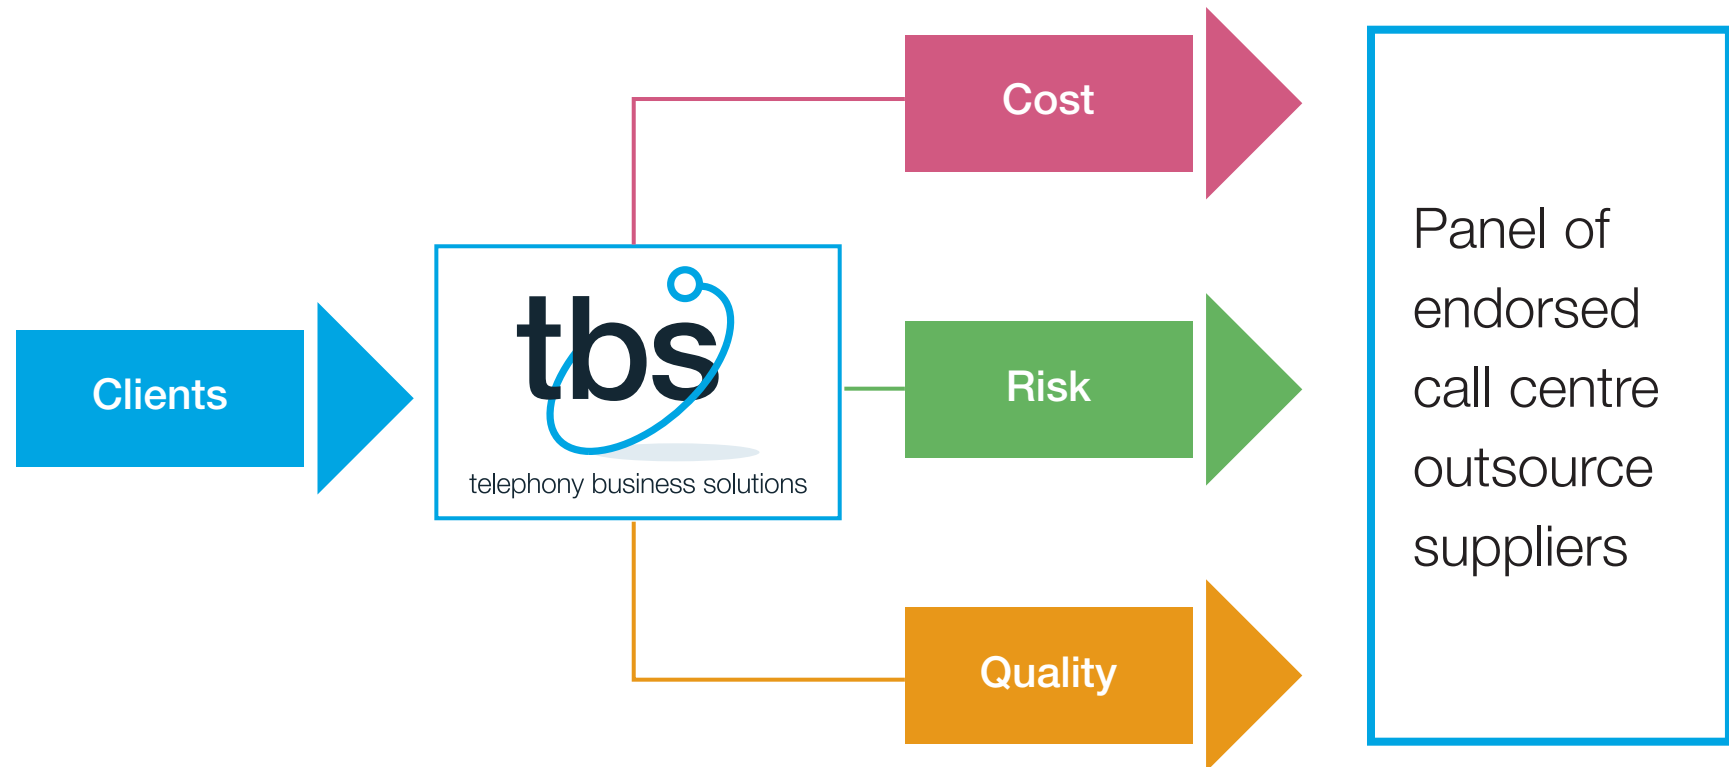 Clients
tbs
telephony business solutions
Cost
Risk
Quality
Panel of
endorsed
call centre
outsource
suppliers